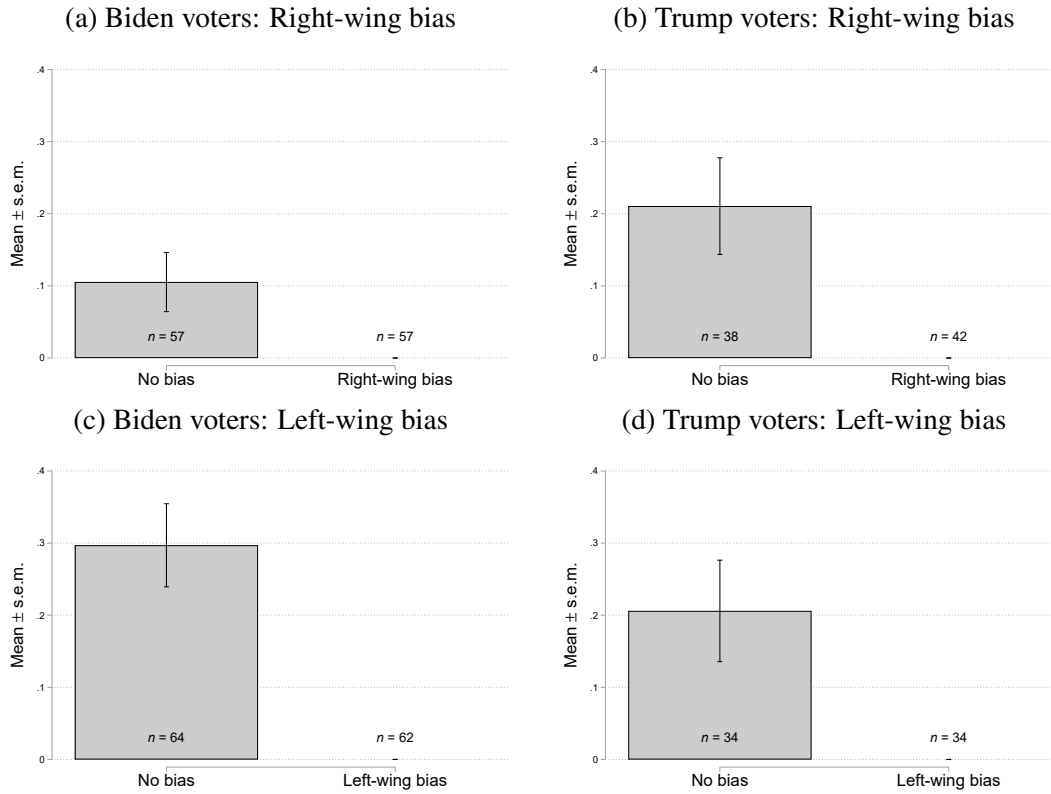 (a) Biden voters: Right-wing bias
Mean ± s.e.m.
.4
.3
.2
.1
0
n = 57
n = 57
No bias
Right-wing bias
(b) Trump voters: Right-wing bias
Mean ± s.e.m.
.4
.3
.2
.1
0
n = 38
n = 42
No bias
Right-wing bias
(c) Biden voters: Left-wing bias
Mean ± s.e.m.
.4
.3
.2
.1
0
n = 64
n = 62
No bias
Left-wing bias
(d) Trump voters: Left-wing bias
Mean ± s.e.m.
.4
.3
.2
.1
0
n = 34
n = 34
No bias
Left-wing bias